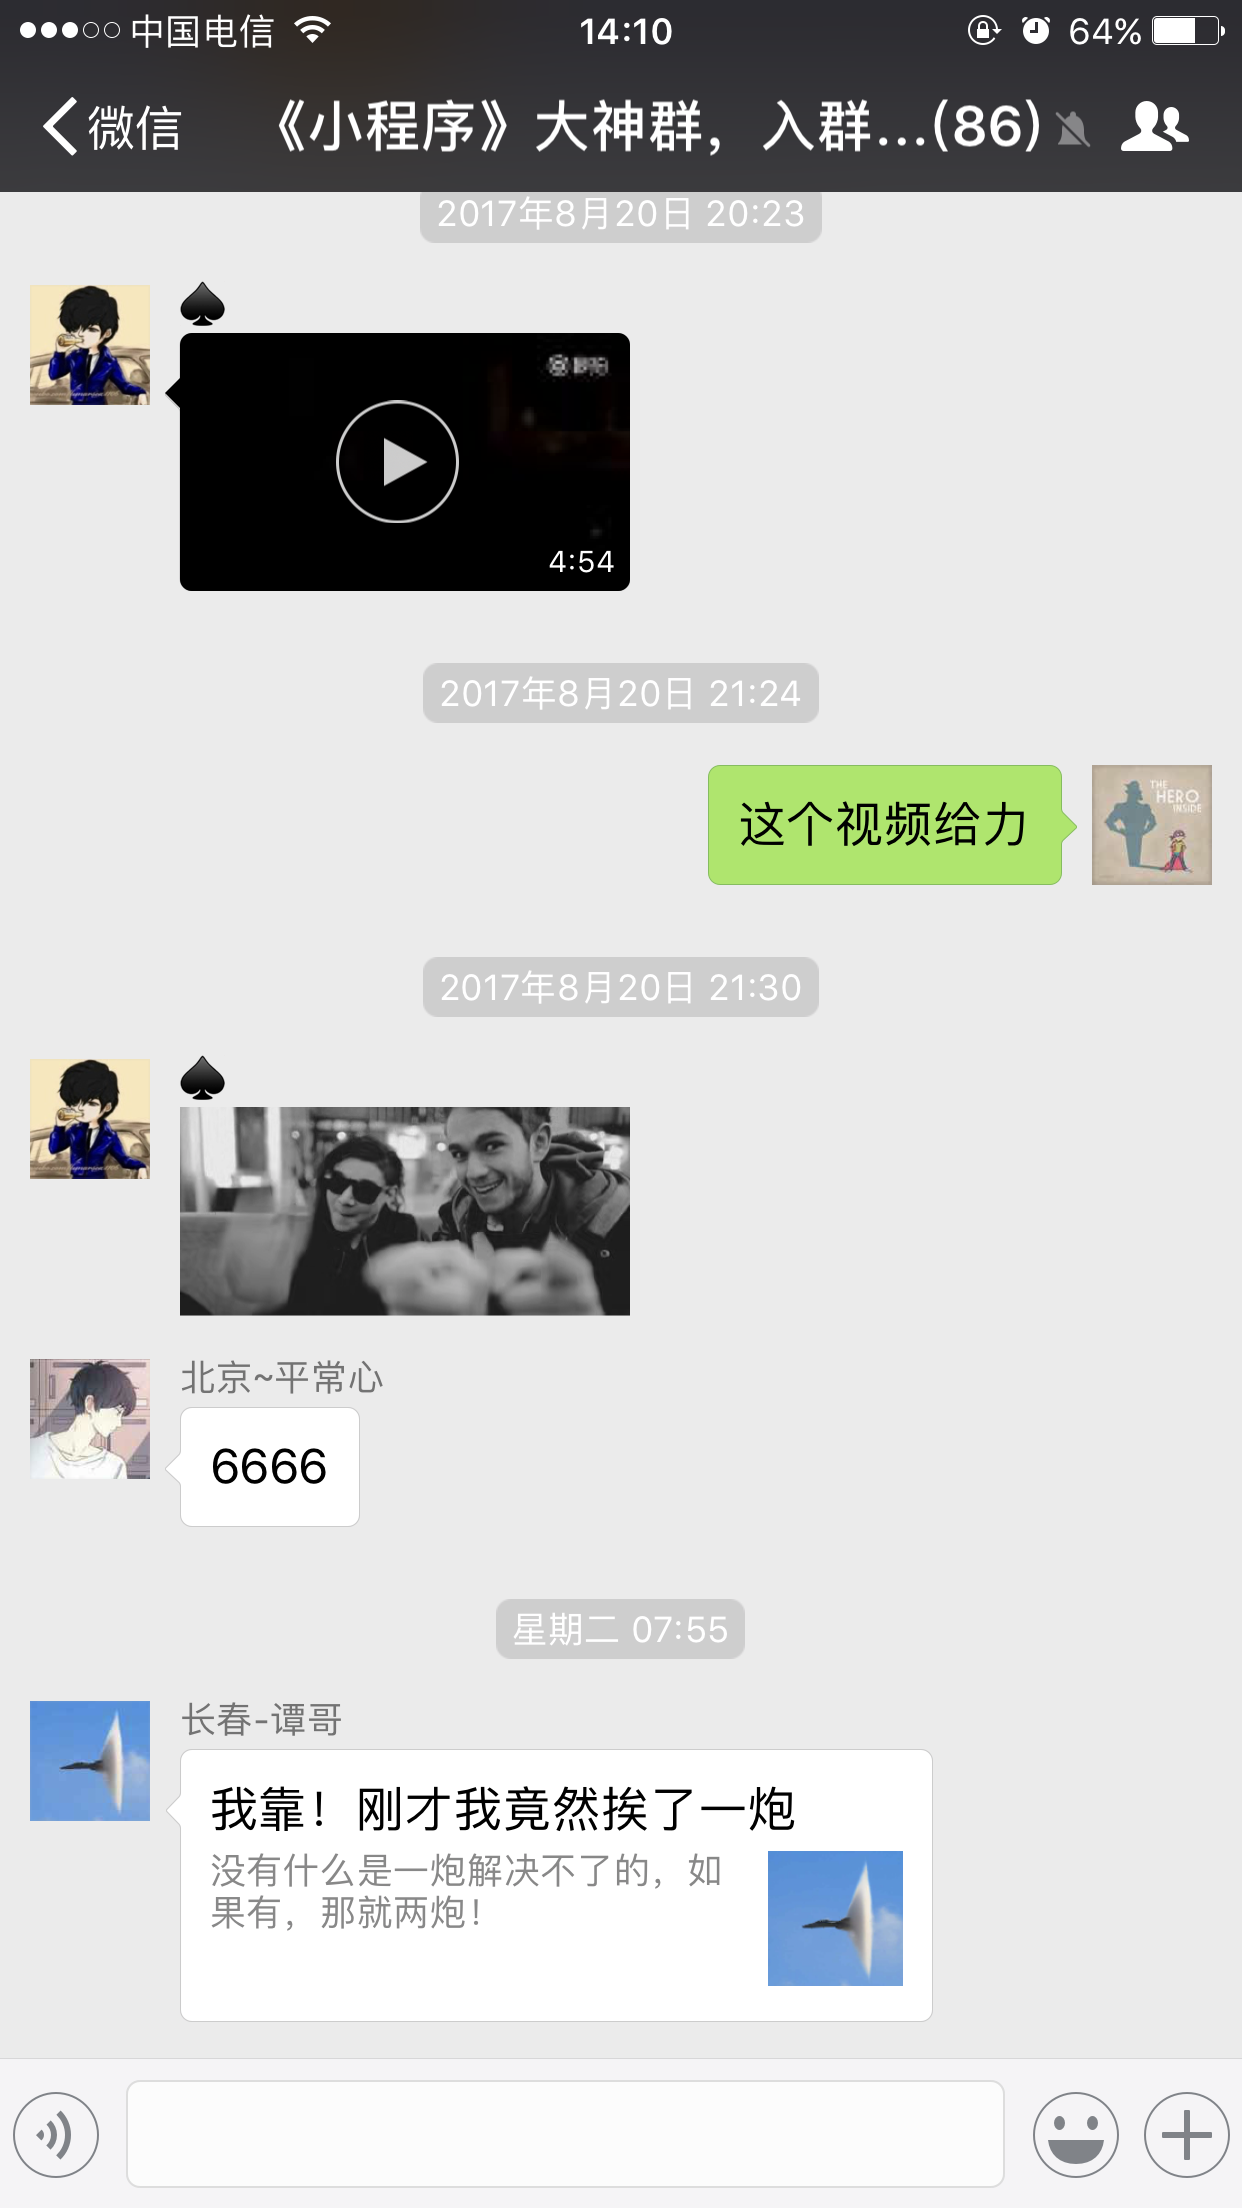 中国电信
14:10
64%
微信
《小程序》大神群，入群...(86)
2017年8月20日 20:23
4:54
2017年8月20日 21:24
这个视频给力
THE
HERO
INSIDE
2017年8月20日 21:30
北京~平常心
6666
星期二 07:55
长春-谭哥
我靠！刚才我竟然挨了一炮
没有什么是一炮解决不了的，如
果有，那就两炮！